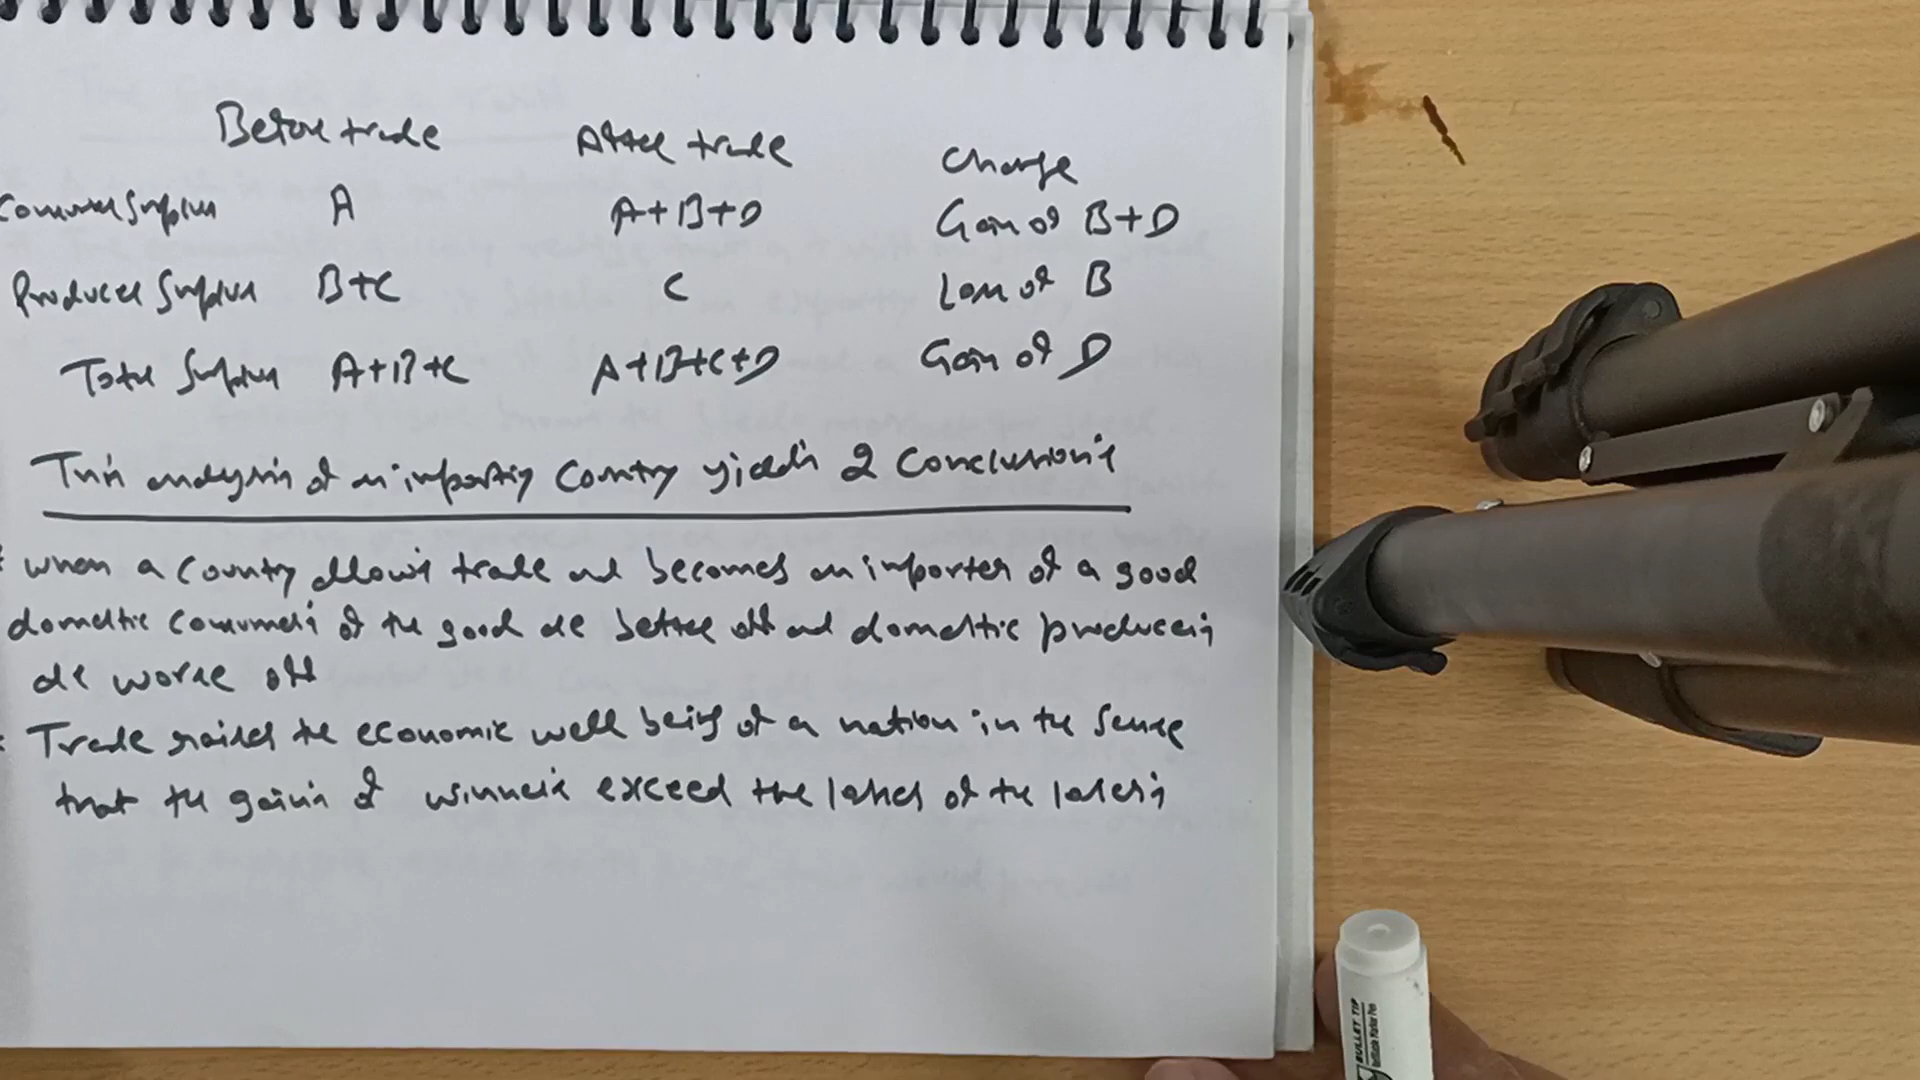 Before trade After trade Change
Consumer Surplus A A+B+D Gain of B+D
Producer Surplus B+C C Loss of B
Total Surplus A+B+C A+B+C+D Gain of D
This analysis of an importing Country yields 2 Conclusions
* when a country allows trade and becomes an importer of a good
domestic consumers of the good are better off and domestic producers
are worse off
* Trade raises the economic well being of a nation in the sense
that the gains of winners exceed the losses of the losers
BULLET TIP